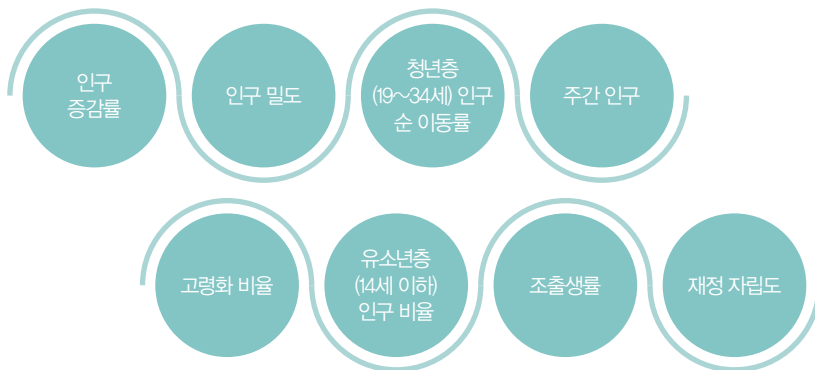 인구
증감률
인구 밀도
청년층
(19～34세) 인구
순 이동률
주간 인구
고령화 비율
유소년층
(14세 이하)
인구 비율
조출생률
재정 자립도